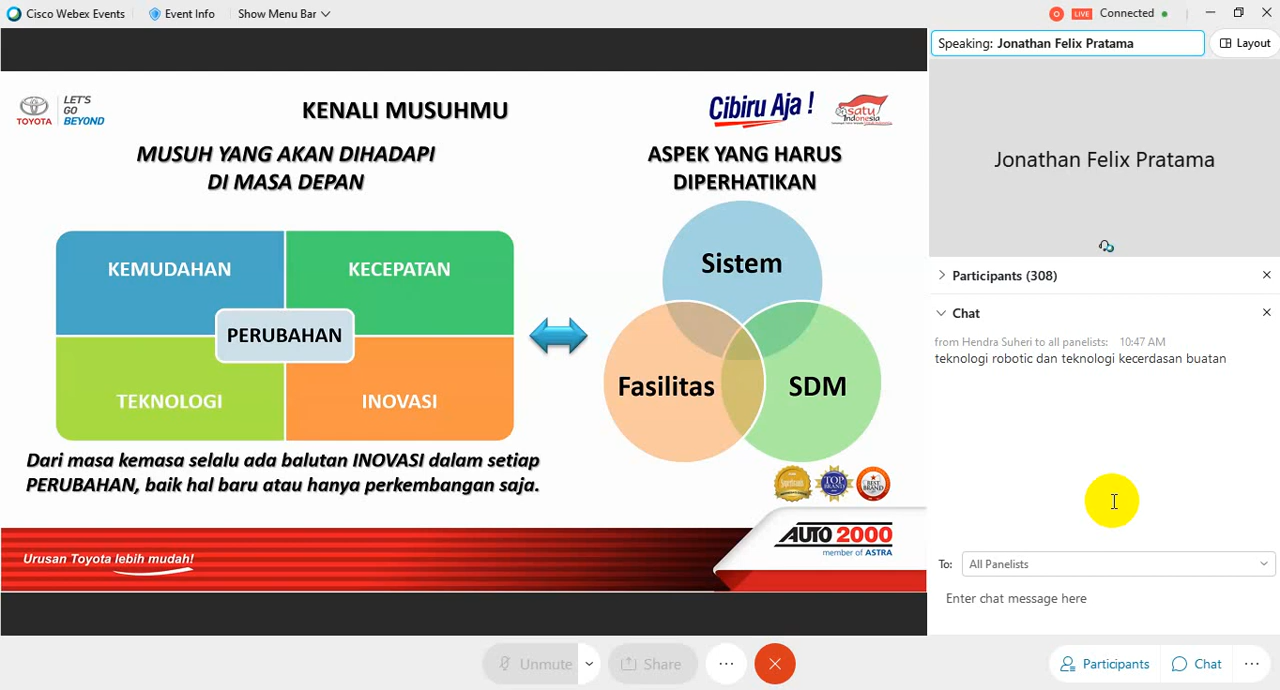 Cisco Webex Events
Event Info
Show Menu Bar
LIVE
Connected
Speaking: Jonathan Felix Pratama
Layout
TOYOTA
LET'S
GO
BEYOND
KENALI MUSUHMU
Cibiru Aja !
satu
Indonesia
MUSUH YANG AKAN DIHADAPI
DI MASA DEPAN
ASPEK YANG HARUS
DIPERHATIKAN
KEMUDAHAN
KECEPATAN
PERUBAHAN
TEKNOLOGI
INOVASI
Sistem
Fasilitas
SDM
Dari masa kemasa selalu ada balutan INOVASI dalam setiap
PERUBAHAN, baik hal baru atau hanya perkembangan saja.
Superbrands
TOP
BRAND
BEST
BRAND
Urusan Toyota lebih mudah!
AUTO 2000
member of ASTRA
Jonathan Felix Pratama
Participants (308)
Chat
from Hendra Suheri to all panelists: 10:47 AM
teknologi robotic dan teknologi kecerdasan buatan
To: All Panelists
Enter chat message here
Unmute
Share
Participants
Chat